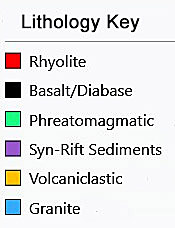 Lithology Key
Rhyolite
Basalt/Diabase
Phreatomagmatic
Syn-Rift Sediments
Volcaniclastic
Granite